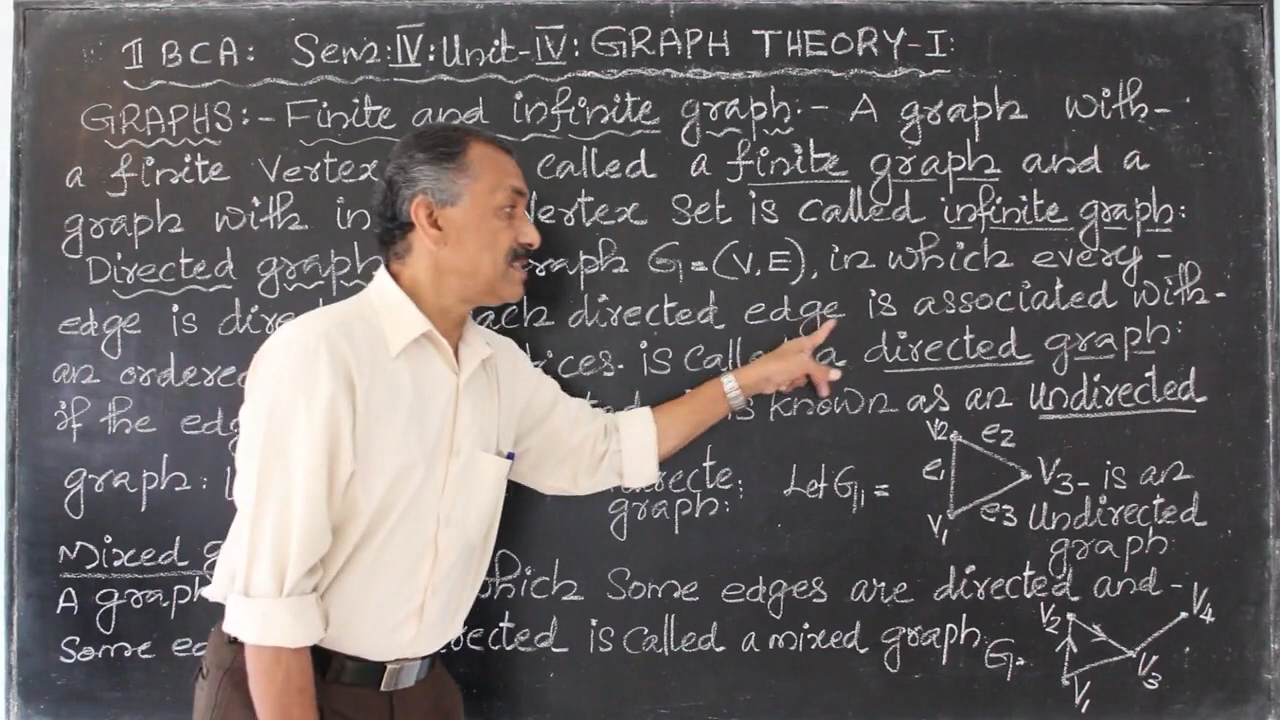 II BCA: Sem: IV: Unit-IV: GRAPH THEORY-I:
GRAPHS:- Finite and infinite graph:- A graph with-
a finite vertex called a finite graph and a
graph with in Vertex Set is called infinite graph:
Directed graph graph G=(V,E), in which every-
edge is dire each directed edge is associated with-
an ordered ices. is called a directed graph:
if the edg ted is known as an undirected
graph: directe: Let G1 = V2 e2 e1 V3 - is an
graph: V1 e3 Undirected
graph
Mixed g
A graph which Some edges are directed and-
Some ed rected is called a mixed graph. G= V2 V4 V1 V3